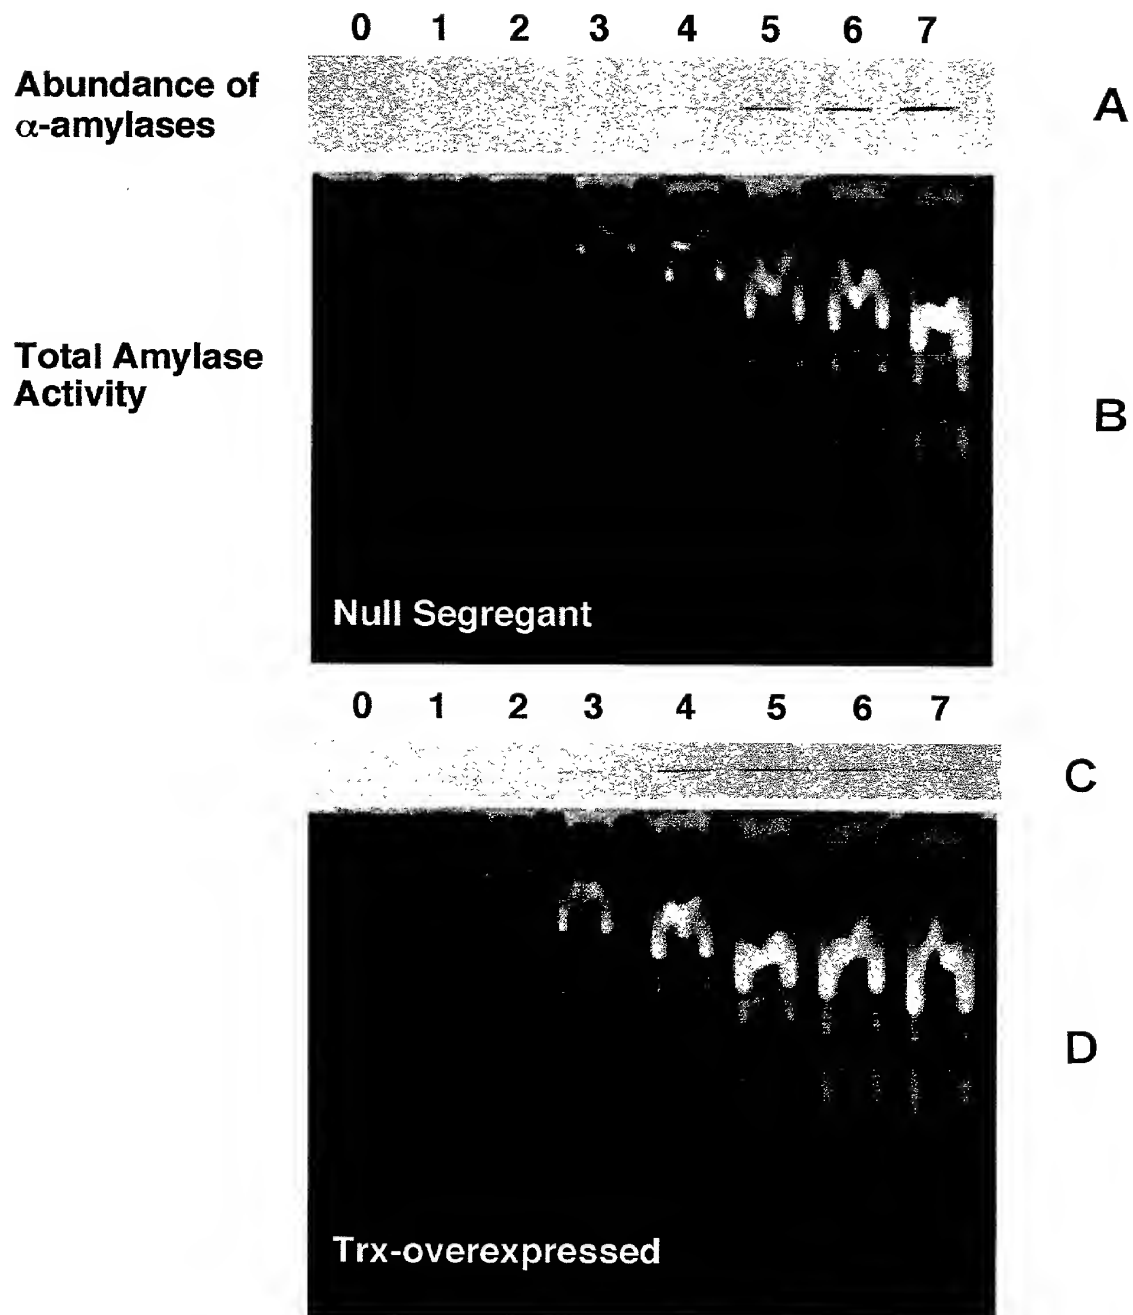 0 1 2 3 4 5 6 7
Abundance of
α-amylases
A
Total Amylase
Activity
B
Null Segregant
0 1 2 3 4 5 6 7
C
D
Trx-overexpressed